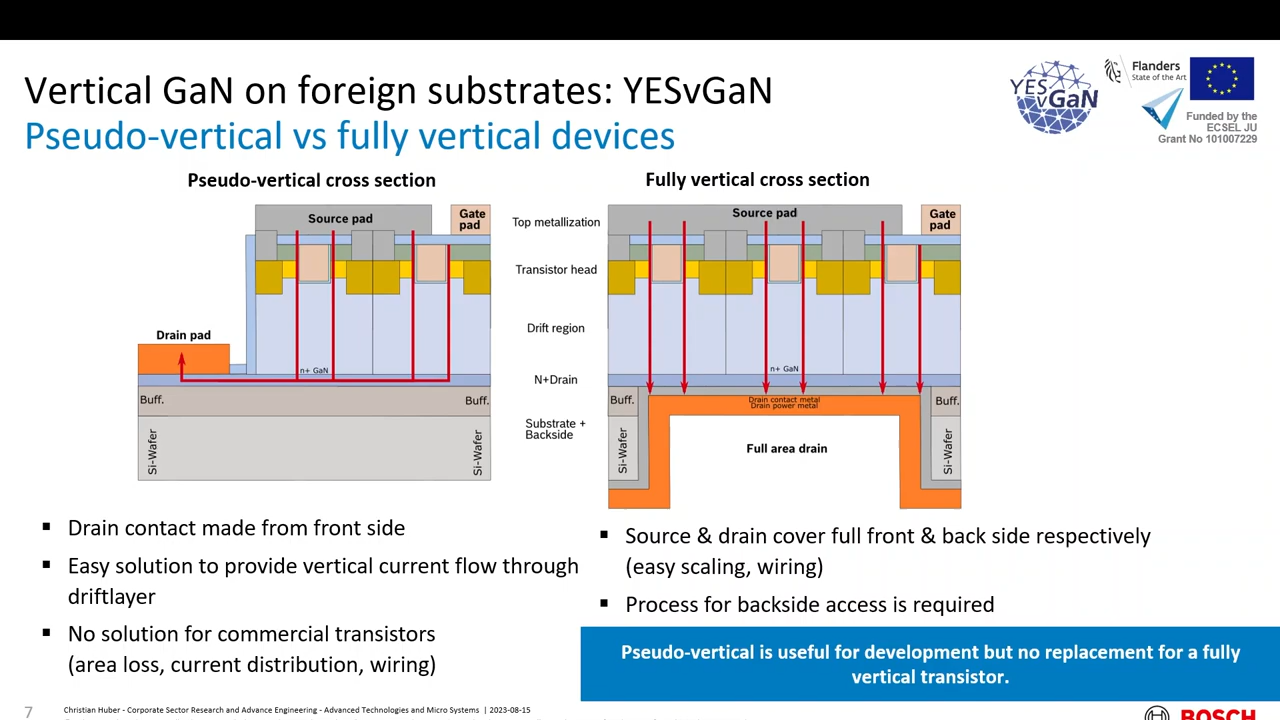 Vertical GaN on foreign substrates: YESvGaN
Pseudo-vertical vs fully vertical devices
YES
vGaN
Flanders
State of the Art
Funded by the
ECSEL JU
Grant No 101007229
Pseudo-vertical cross section
Source pad
Gate
pad
Drain pad
n+ GaN
Buff.
Buff.
Si-Wafer
Si-Wafer
Top metallization
Transistor head
Drift region
N+Drain
Substrate +
Backside
Fully vertical cross section
Source pad
Gate
pad
n+ GaN
Buff.
Drain contact metal
Drain power metal
Buff.
Si-Wafer
Full area drain
Si-Wafer
▪ Drain contact made from front side
▪ Easy solution to provide vertical current flow through
driftlayer
▪ No solution for commercial transistors
(area loss, current distribution, wiring)
▪ Source & drain cover full front & back side respectively
(easy scaling, wiring)
▪ Process for backside access is required
Pseudo-vertical is useful for development but no replacement for a fully
vertical transistor.
7
Christian Huber - Corporate Sector Research and Advance Engineering - Advanced Technologies and Micro Systems | 2023-08-15
BOSCH